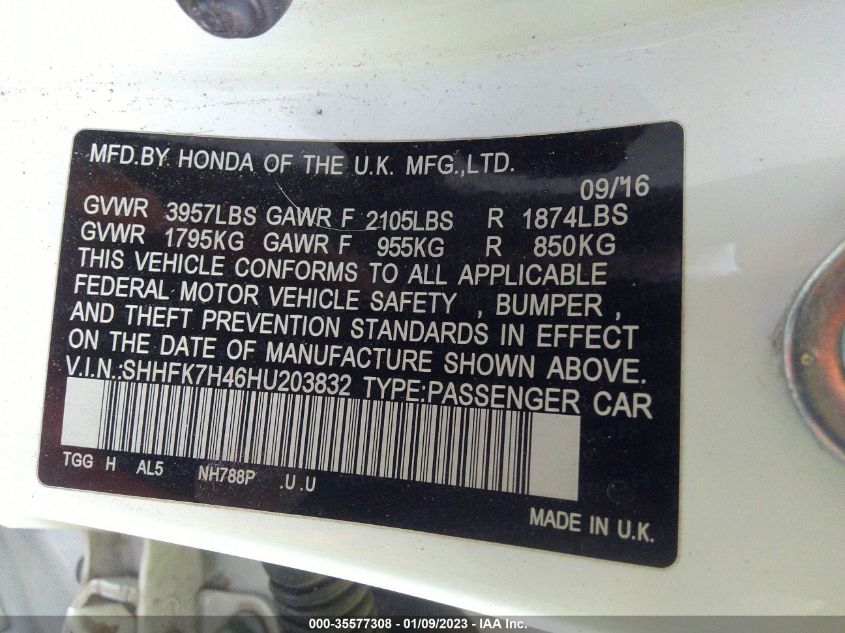 MFD.BY HONDA OF THE U.K. MFG.,LTD.
09/'16
GVWR 3957LBS GAWR F 2105LBS R 1874LBS
GVWR 1795KG GAWR F 955KG R 850KG
THIS VEHICLE CONFORMS TO ALL APPLICABLE
FEDERAL MOTOR VEHICLE SAFETY , BUMPER ,
AND THEFT PREVENTION STANDARDS IN EFFECT
ON THE DATE OF MANUFACTURE SHOWN ABOVE.
V.I.N.:SHHFK7H46HU203832 TYPE:PASSENGER CAR
TGG H AL5 NH788P .U.U
MADE IN U.K.
000-35577308 - 01/09/2023 - IAA Inc.